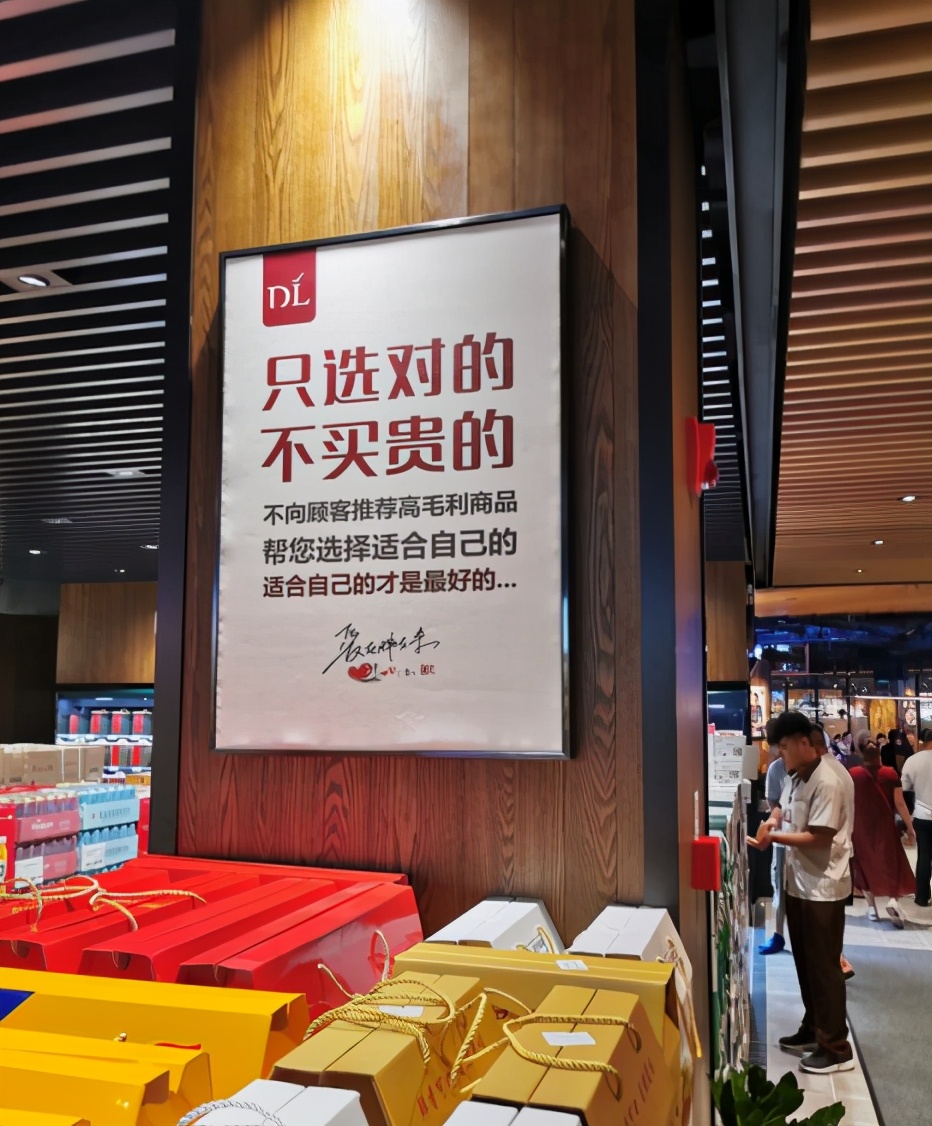 DL
只选对的
不买贵的
不向顾客推荐高毛利商品
帮您选择适合自己的
适合自己的才是最好的...